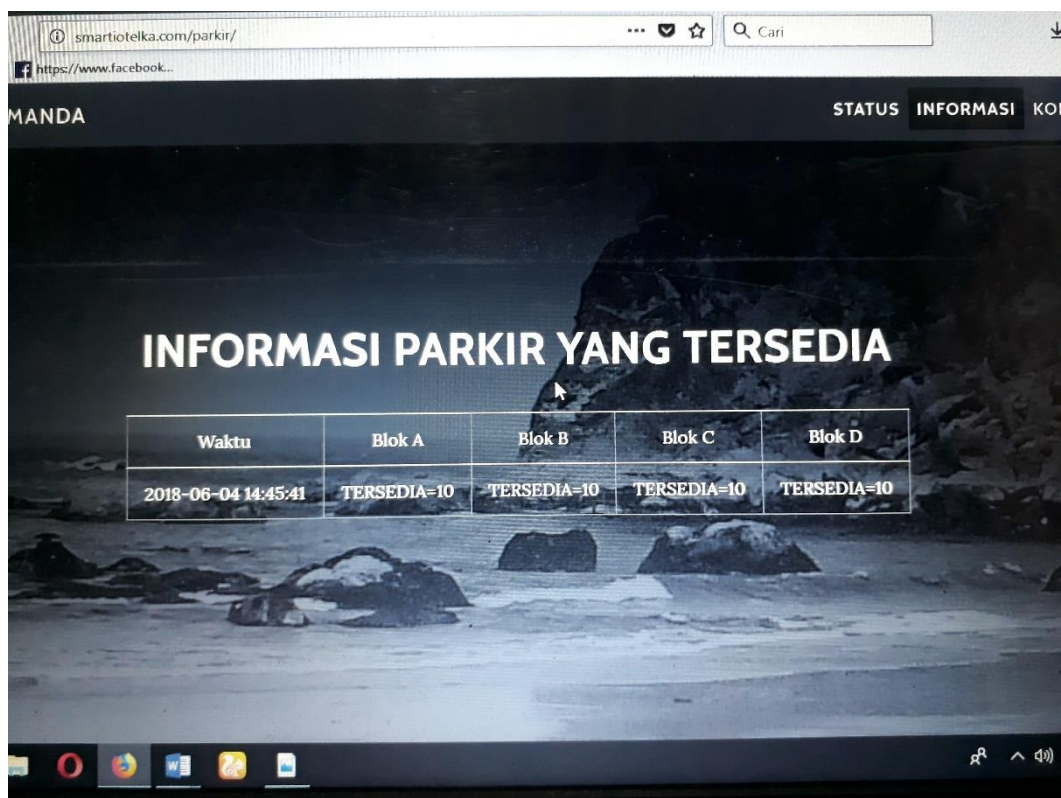 smartiotelka.com/parkir/
Cari
https://www.facebook...
MANDA
STATUS INFORMASI KO
INFORMASI PARKIR YANG TERSEDIA
Waktu Blok A Blok B Blok C Blok D
2018-06-04 14:45:41 TERSEDIA=10 TERSEDIA=10 TERSEDIA=10 TERSEDIA=10